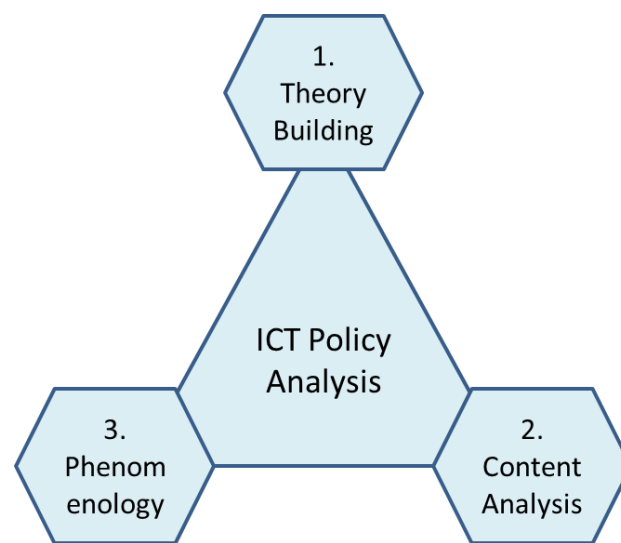 1.
Theory
Building
ICT Policy
Analysis
3.
Phenom
enology
2.
Content
Analysis